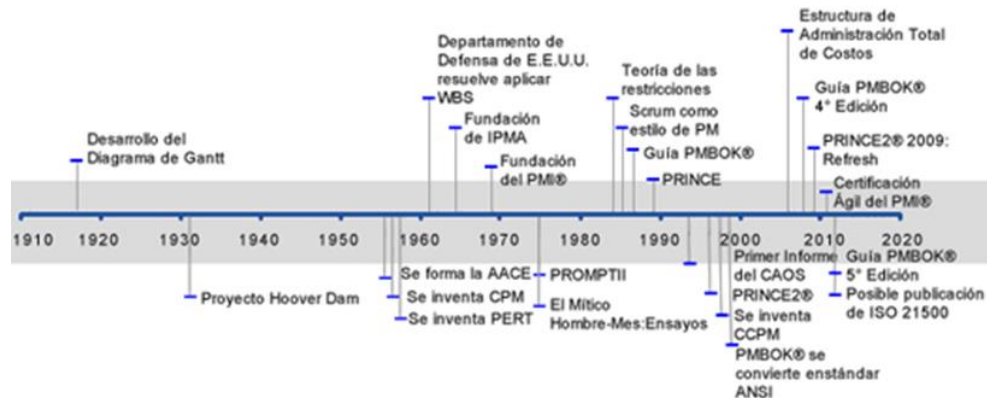 Desarrollo del
Diagrama de Gantt
Departamento de
Defensa de E.E.U.U.
resuelve aplicar
WBS
Fundación
de IPMA
Fundación
del PMI®
Teoría de las
restricciones
Scrum como
estilo de PM
Guía PMBOK®
PRINCE
Estructura de
Administración Total
de Costos
Guía PMBOK®
4° Edición
PRINCE2® 2009:
Refresh
Certificación
Ágil del PMI®
1910 1920 1930 1940 1950 1960 1970 1980 1990 2000 2010 2020
Proyecto Hoover Dam
Se forma la AACE
Se inventa CPM
Se inventa PERT
PROMPTII
El Mítico
Hombre-Mes:Ensayos
Primer Informe
del CAOS
PRINCE2®
Se inventa
CCPM
PMBOK® se
convierte enstándar
ANSI
Guía PMBOK®
5° Edición
Posible publicación
de ISO 21500